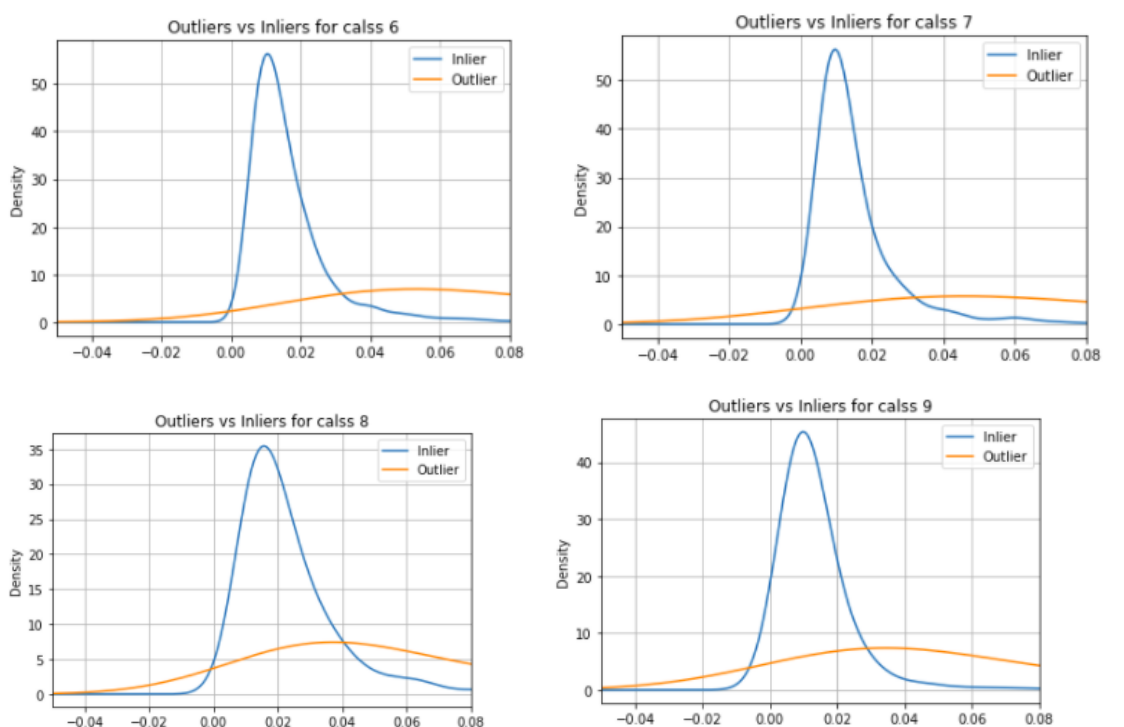 Outliers vs Inliers for calss 6
Inlier
Outlier
Density
50
40
30
20
10
0
−0.04 −0.02 0.00 0.02 0.04 0.06 0.08
Outliers vs Inliers for calss 7
Inlier
Outlier
Density
50
40
30
20
10
0
−0.04 −0.02 0.00 0.02 0.04 0.06 0.08
Outliers vs Inliers for calss 8
Inlier
Outlier
Density
35
30
25
20
15
10
5
0
−0.04 −0.02 0.00 0.02 0.04 0.06 0.08
Outliers vs Inliers for calss 9
Inlier
Outlier
Density
40
30
20
10
0
−0.04 −0.02 0.00 0.02 0.04 0.06 0.08